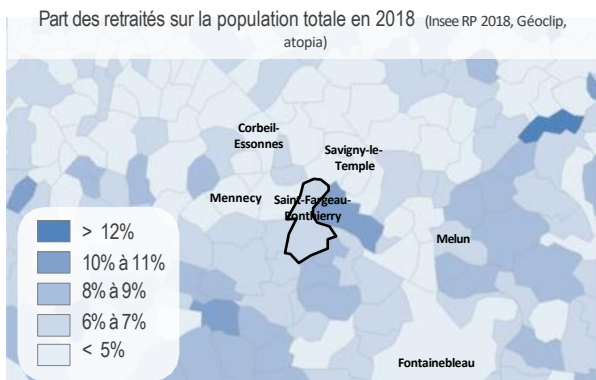 Part des retraités sur la population totale en 2018 (Insee RP 2018, Géoclip,
atopia)
Corbeil-
Essonnes
Savigny-le-
Temple
Mennecy
Saint-Fargeau-
Ponthierry
Melun
> 12%
10% à 11%
8% à 9%
6% à 7%
< 5%
Fontainebleau